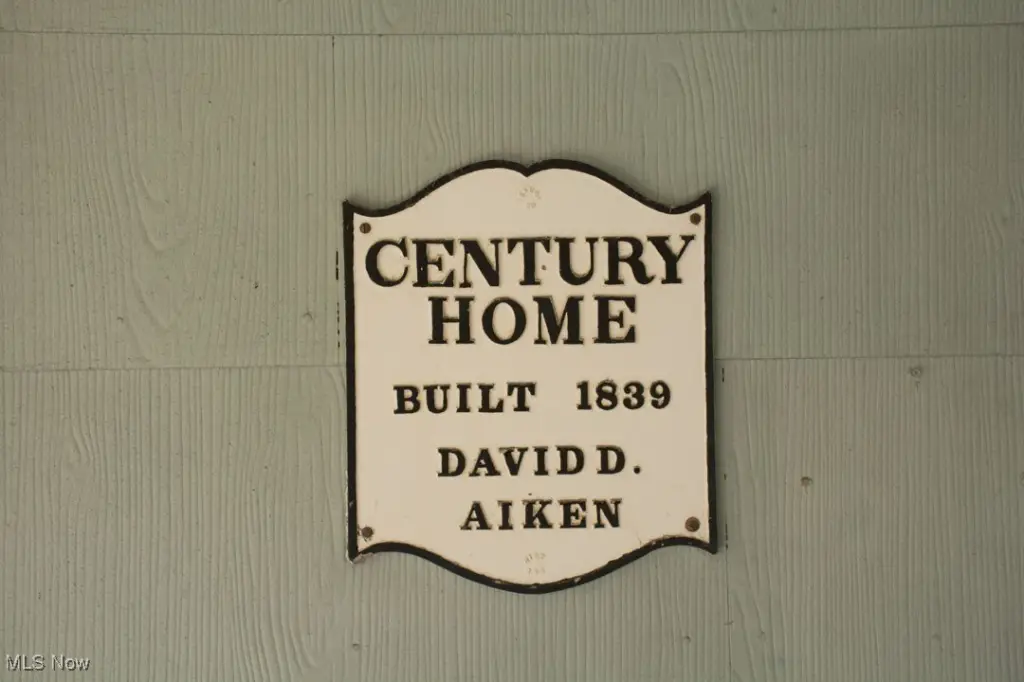 CENTURY
HOME
BUILT 1839
DAVID D.
AIKEN
MLS Now